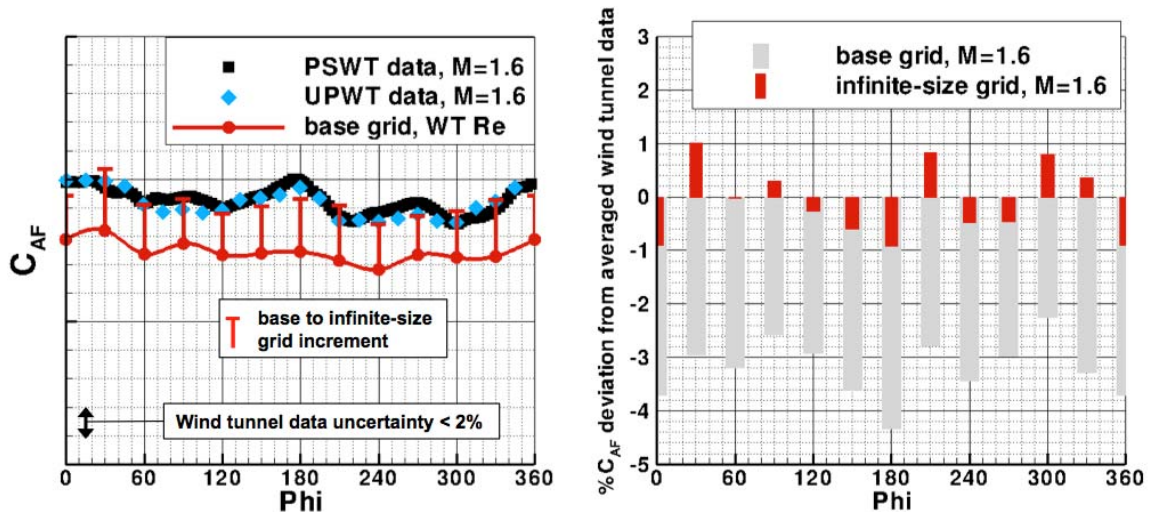 PSWT data, M=1.6
UPWT data, M=1.6
base grid, WT Re
C_AF
base to infinite-size
grid increment
Wind tunnel data uncertainty < 2%
0 60 120 180 240 300 360
Phi
% C_AF deviation from averaged wind tunnel data
base grid, M=1.6
infinite-size grid, M=1.6
3
2
1
0
-1
-2
-3
-4
-5
0 60 120 180 240 300 360
Phi